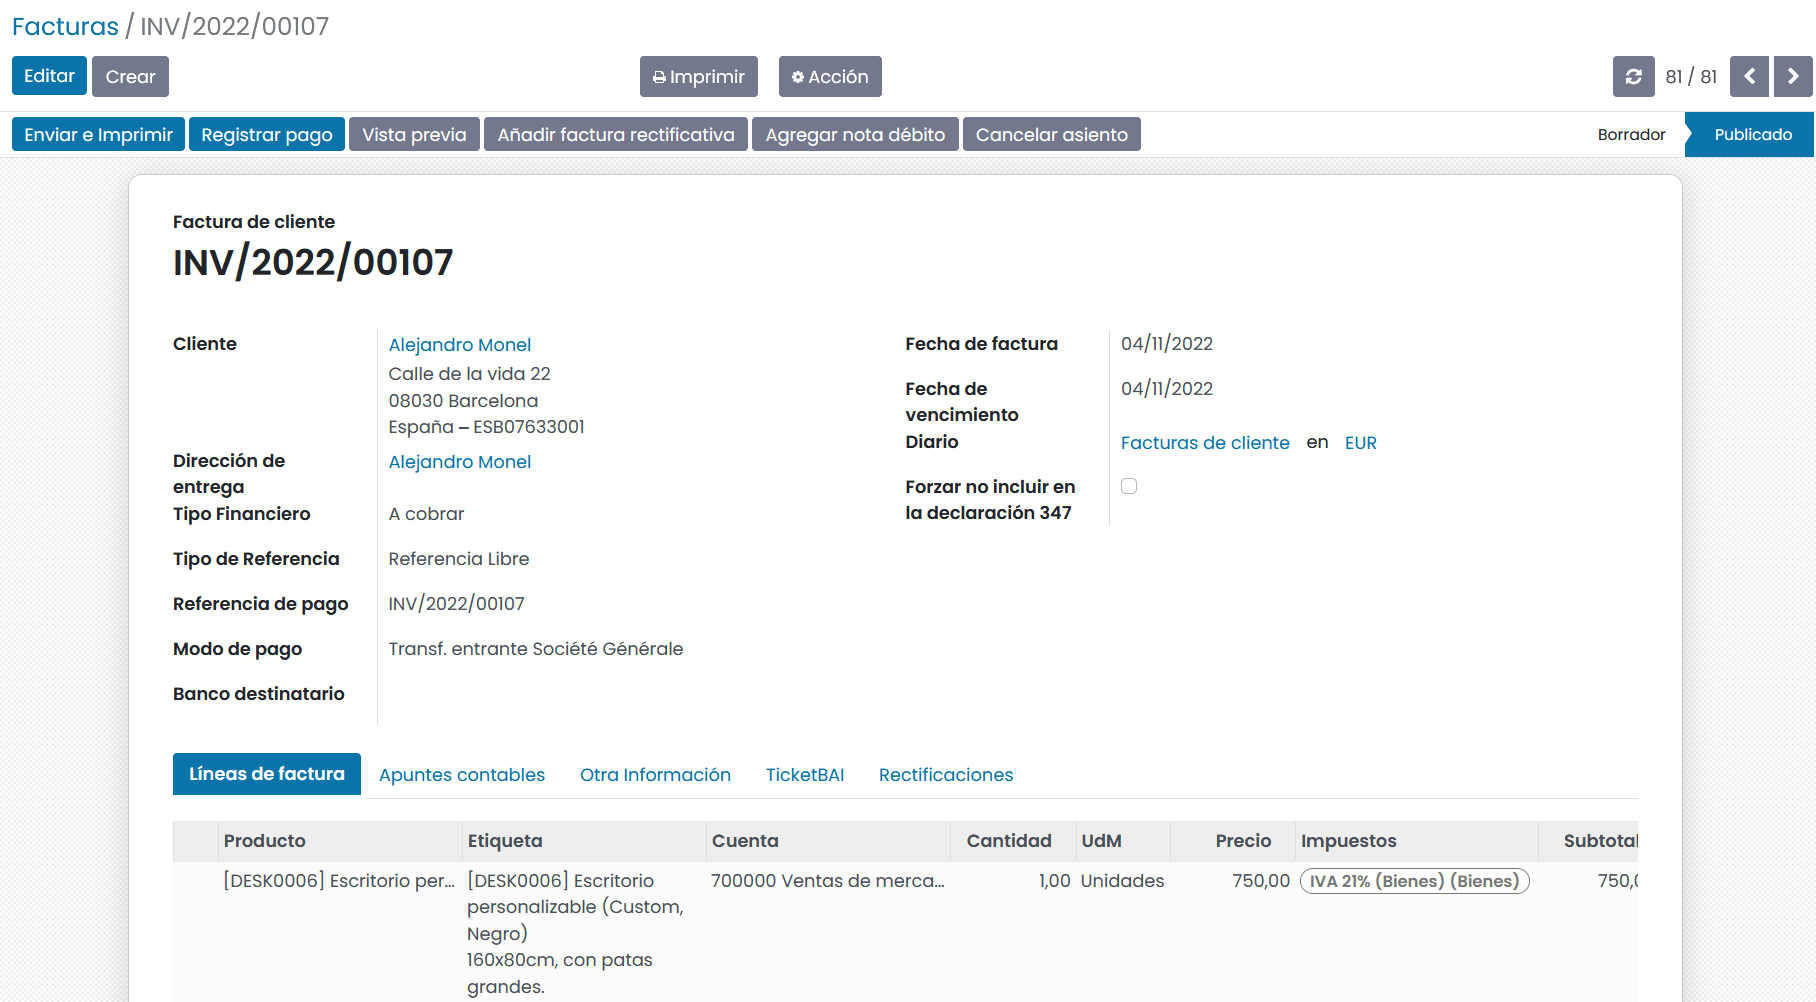 Facturas / INV/2022/00107
Editar Crear Imprimir Acción 81 / 81
Enviar e Imprimir Registrar pago Vista previa Añadir factura rectificativa Agregar nota débito Cancelar asiento Borrador Publicado
Factura de cliente
INV/2022/00107
Cliente
Alejandro Monel
Calle de la vida 22
08030 Barcelona
España – ESB07633001
Dirección de entrega
Alejandro Monel
Tipo Financiero
A cobrar
Tipo de Referencia
Referencia Libre
Referencia de pago
INV/2022/00107
Modo de pago
Transf. entrante Société Générale
Banco destinatario
Fecha de factura
04/11/2022
Fecha de
vencimiento
04/11/2022
Diario
Facturas de cliente en EUR
Forzar no incluir en
la declaración 347
Líneas de factura Apuntes contables Otra Información TicketBAI Rectificaciones
Producto Etiqueta Cuenta Cantidad UdM Precio Impuestos Subtotal
[DESK0006] Escritorio per... [DESK0006] Escritorio 700000 Ventas de merca... 1,00 Unidades 750,00 IVA 21% (Bienes) (Bienes) 750,0
personalizable (Custom,
Negro)
160x80cm, con patas
grandes.